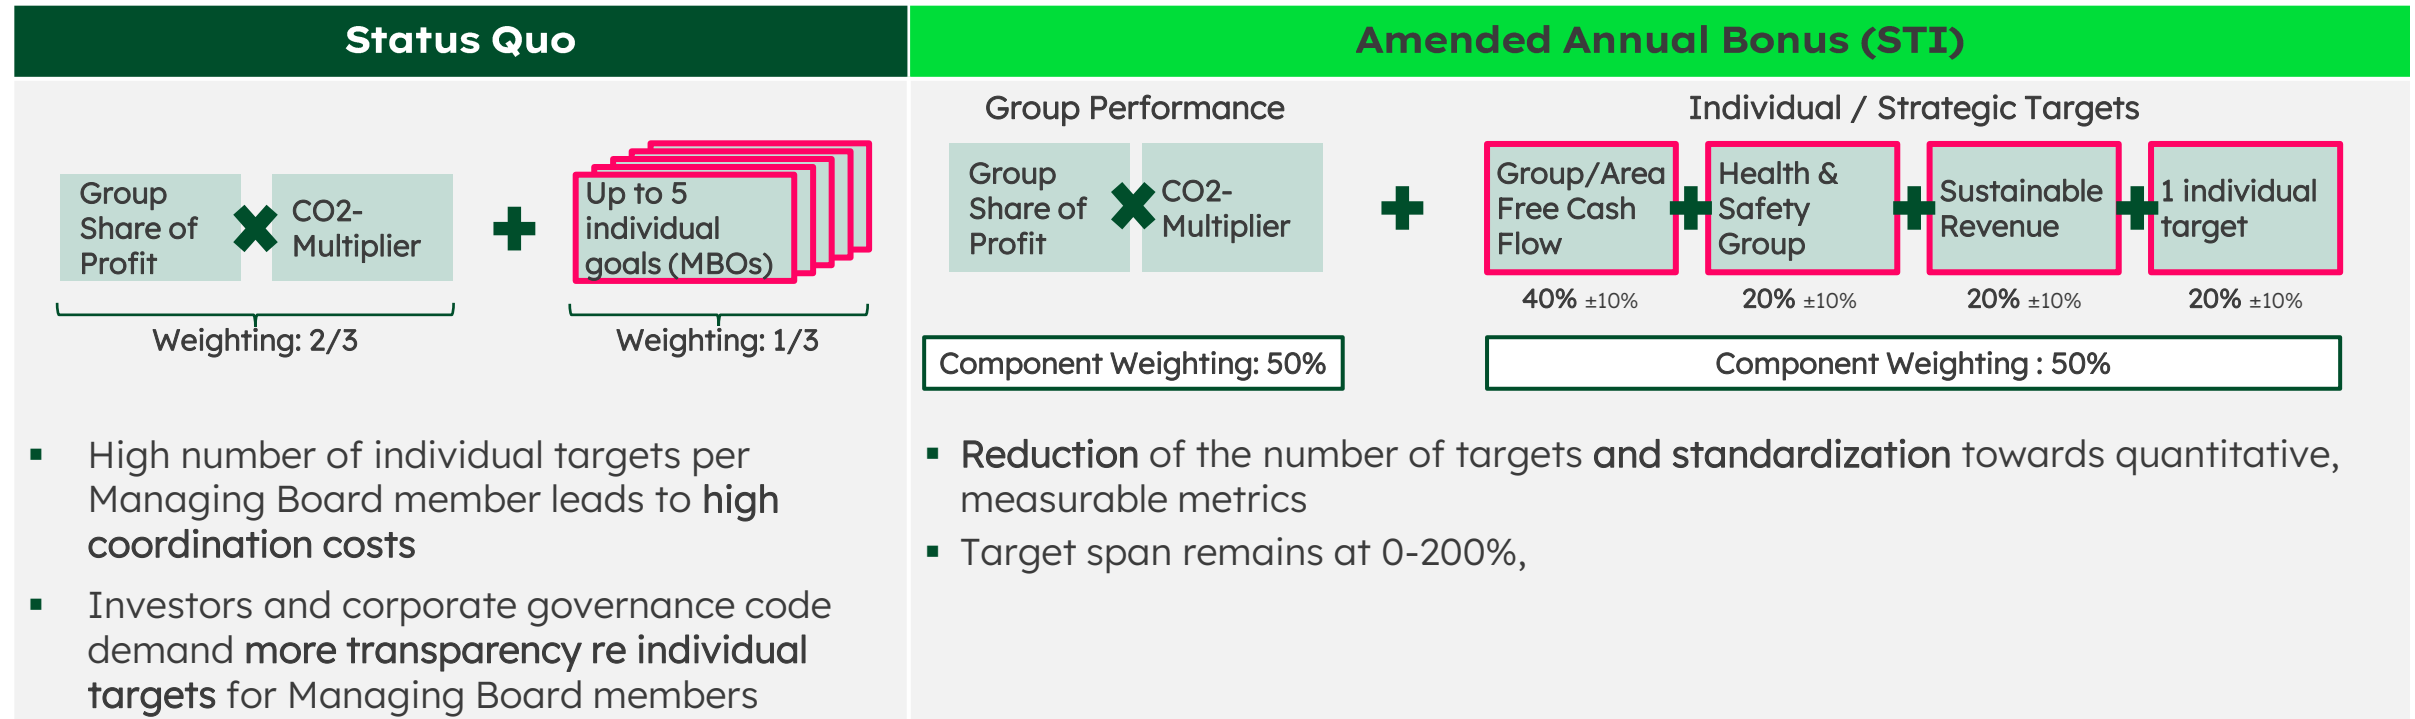 Status Quo
Group
Share of
Profit
CO2-
Multiplier
Up to 5
individual
goals (MBOs)
Weighting: 2/3
Weighting: 1/3
▪ High number of individual targets per
Managing Board member leads to high
coordination costs
▪ Investors and corporate governance code
demand more transparency re individual
targets for Managing Board members
Amended Annual Bonus (STI)
Group Performance
Group
Share of
Profit
CO2-
Multiplier
Component Weighting: 50%
Individual / Strategic Targets
Group/Area
Free Cash
Flow
40% ±10%
Health &
Safety
Group
20% ±10%
Sustainable
Revenue
20% ±10%
1 individual
target
20% ±10%
Component Weighting : 50%
▪ Reduction of the number of targets and standardization towards quantitative,
measurable metrics
▪ Target span remains at 0-200%,